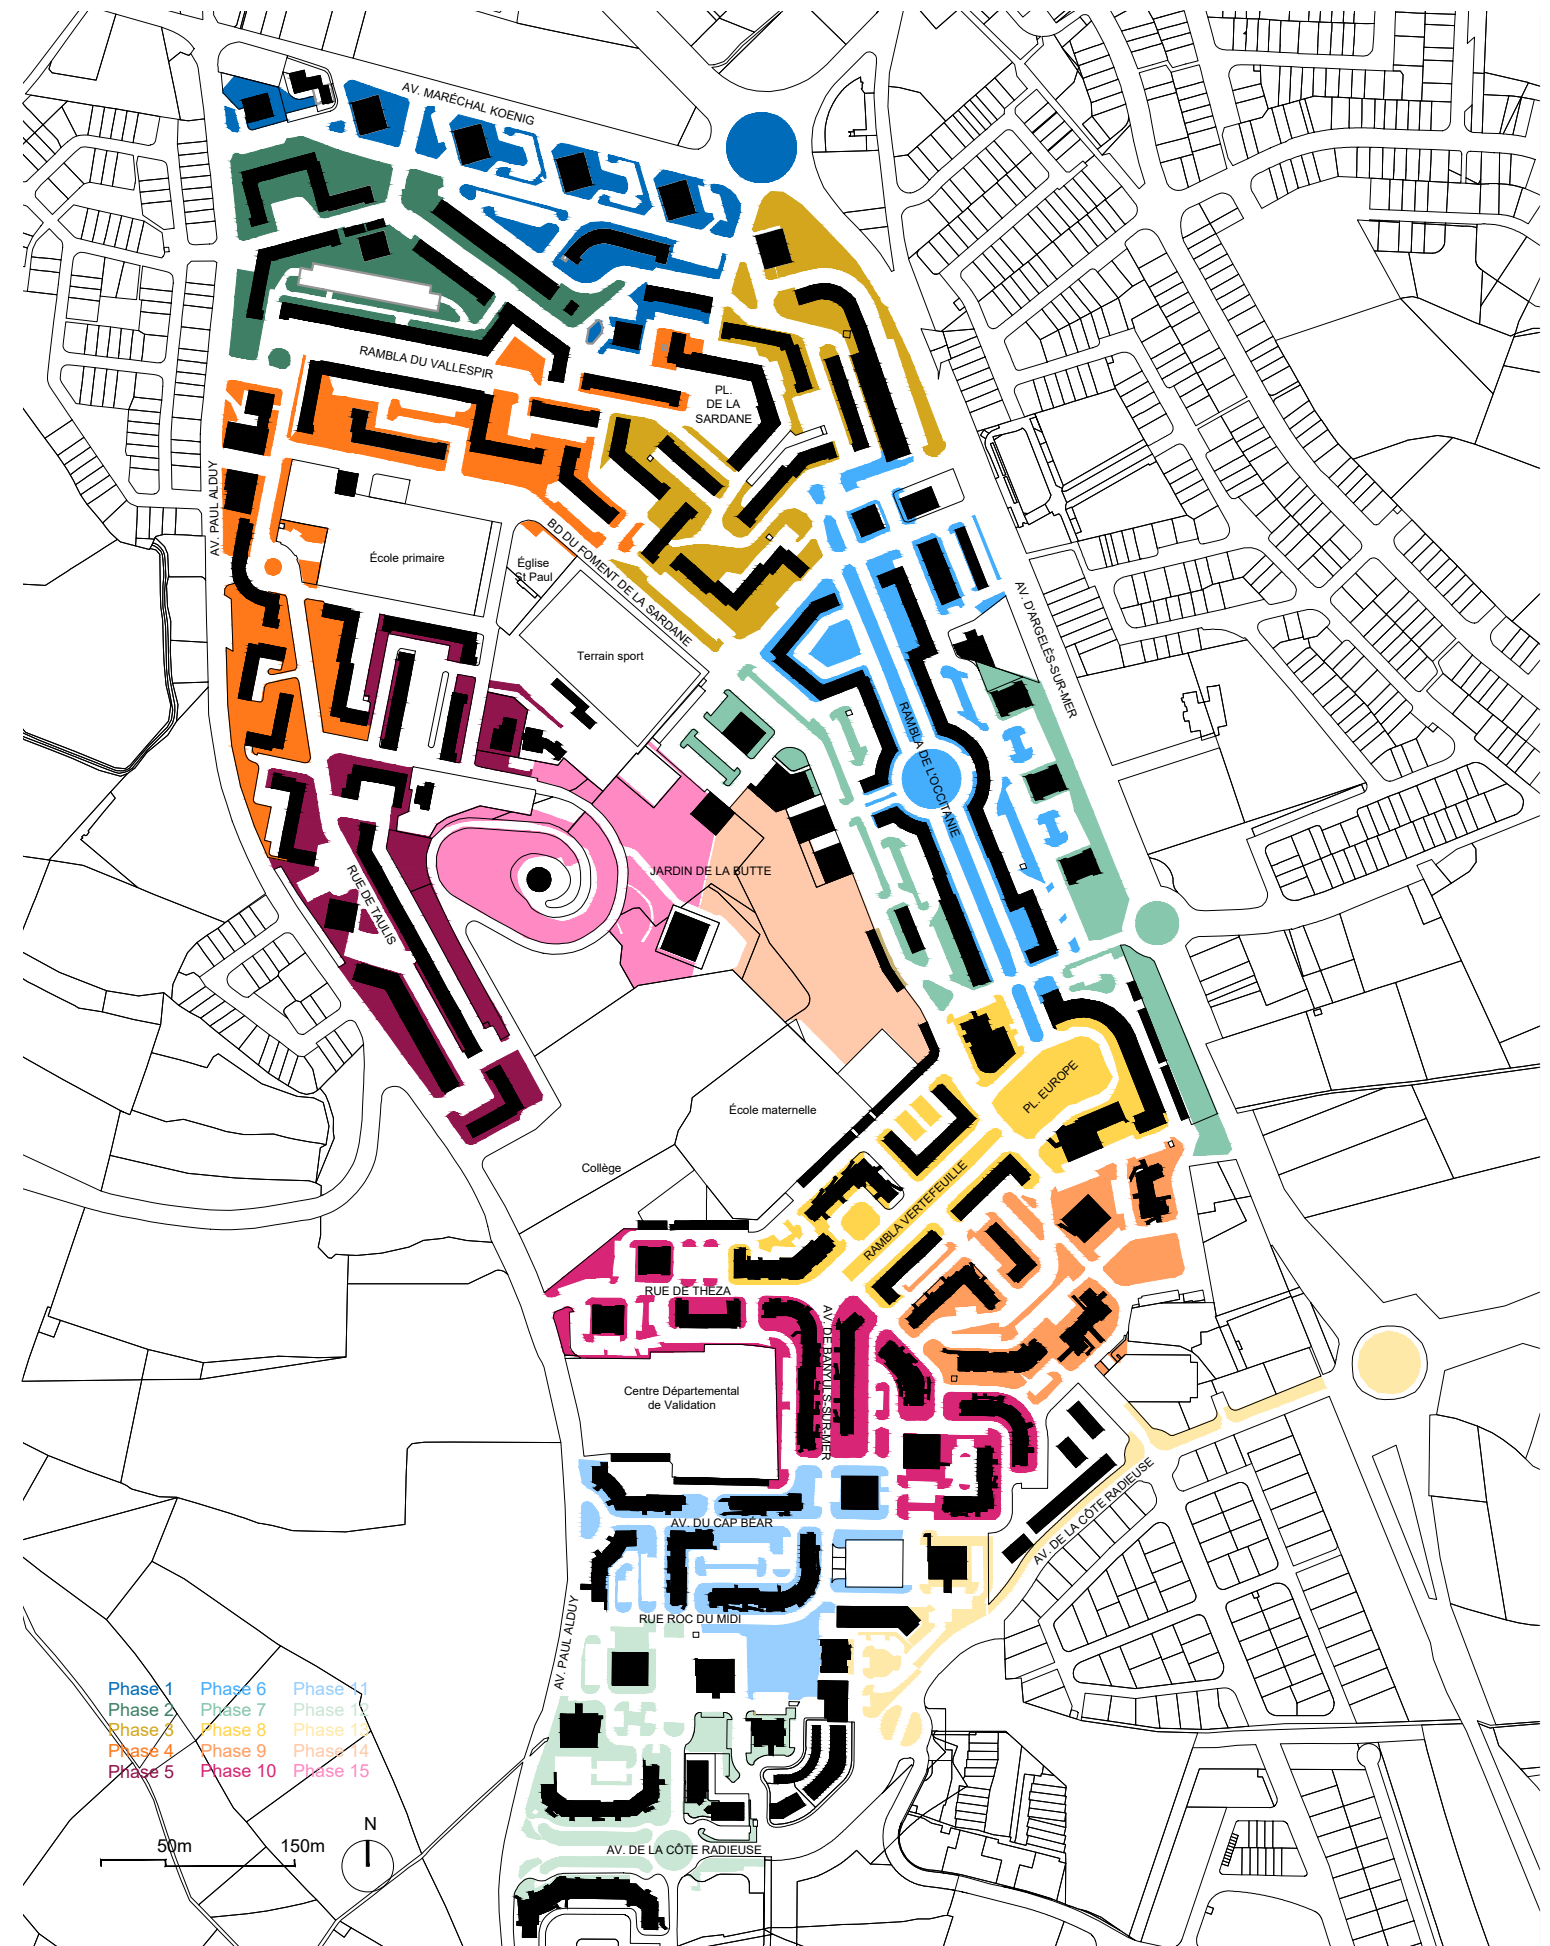 AV. MARÉCHAL KOENIG
RAMBLA DU VALLESPIR
PL.
DE LA
SARDANE
AV. PAUL ALDUY
École primaire
Église
St Paul
BD DU FOMENT DE LA SARDANE
Terrain sport
AV. D'ARGELÈS-SUR-MER
RAMBLA DE L'OCCITANIE
JARDIN DE LA BUTTE
RUE DE TAULIS
PL. EUROPE
École maternelle
Collège
RAMBLA VERTEFEUILLE
RUE DE THÉZA
AV. DE BANYULS-SUR-MER
Centre Départemental
de Validation
AV. DE LA CÔTE RADIEUSE
AV. DU CAP BÉAR
RUE ROC DU MIDI
AV. PAUL ALDUY
Phase 1 Phase 6 Phase 11
Phase 2 Phase 7 Phase 12
Phase 3 Phase 8 Phase 13
Phase 4 Phase 9 Phase 14
Phase 5 Phase 10 Phase 15
N
50m 150m
AV. DE LA CÔTE RADIEUSE